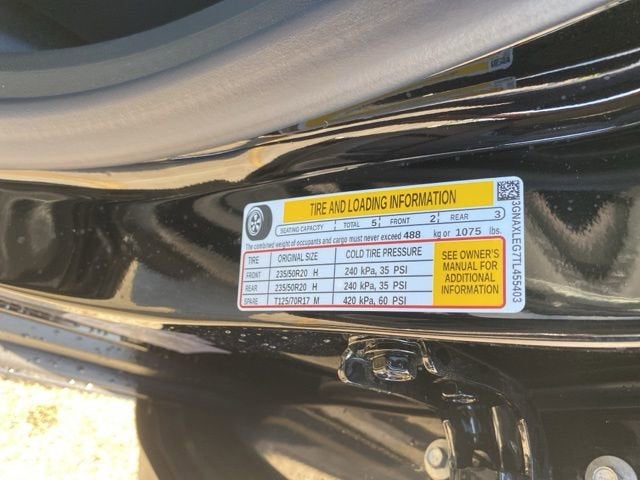 TIRE AND LOADING INFORMATION
SEATING CAPACITY TOTAL 5 FRONT 2 REAR 3
The combined weight of occupants and cargo must never exceed 488 kg or 1075 lbs.
TIRE ORIGINAL SIZE COLD TIRE PRESSURE
FRONT 235/50R20 H 240 kPa, 35 PSI
REAR 235/50R20 H 240 kPa, 35 PSI
SPARE T125/70R17 M 420 kPa, 60 PSI
SEE OWNER'S
MANUAL FOR
ADDITIONAL
INFORMATION
3GNAXLEG7TL455403